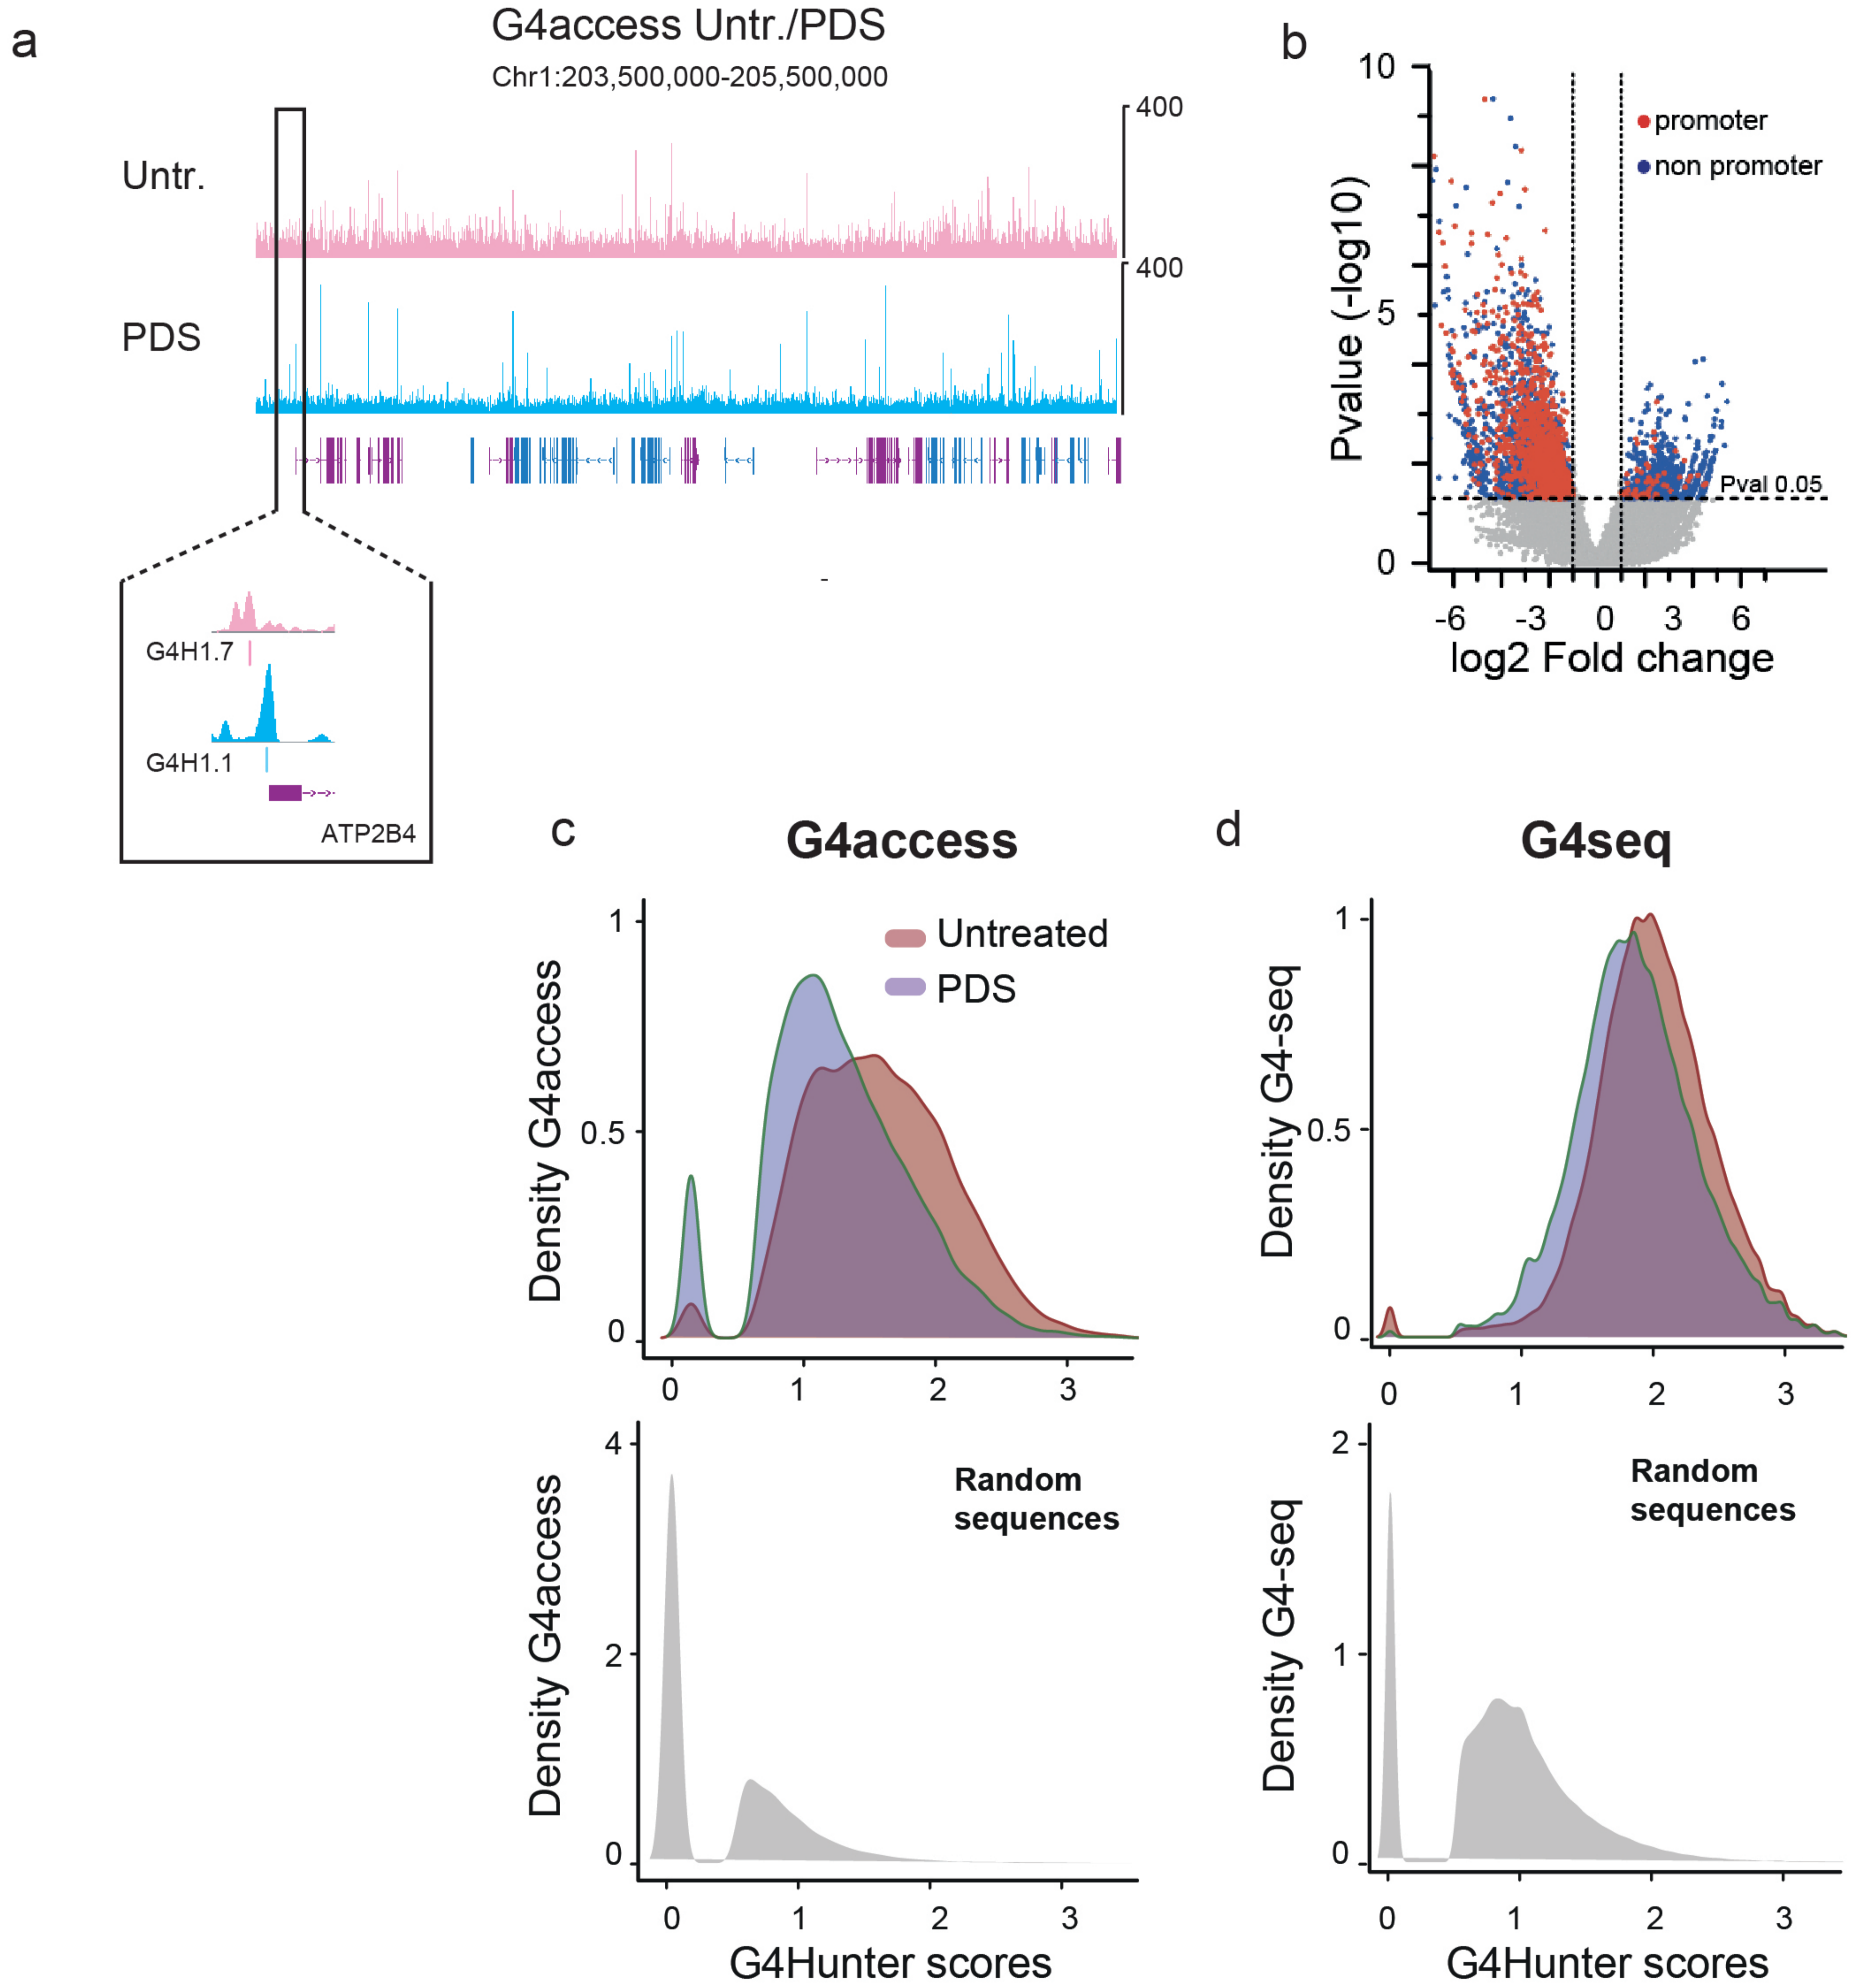 a
G4access Untr./PDS
Chr1:203,500,000-205,500,000
400
Untr.
400
PDS
G4H1.7
G4H1.1
ATP2B4
b
10
promoter
non promoter
5
Pval 0.05
0
Pvalue (-log10)
-6 -3 0 3 6
log2 Fold change
c
G4access
1
Untreated
PDS
0.5
0
Density G4access
0 1 2 3
4
Random
sequences
2
0
Density G4access
0 1 2 3
G4Hunter scores
d
G4seq
1
0.5
0
Density G4-seq
0 1 2 3
2
Random
sequences
1
0
Density G4-seq
0 1 2 3
G4Hunter scores